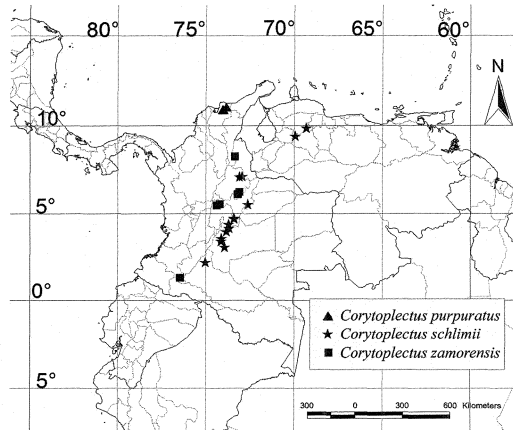 80° 75° 70° 65° 60°
N
10°
5°
0°
Corytoplectus purpuratus
Corytoplectus schlimii
Corytoplectus zamorensis
5°
300 0 300 600 Kilometers